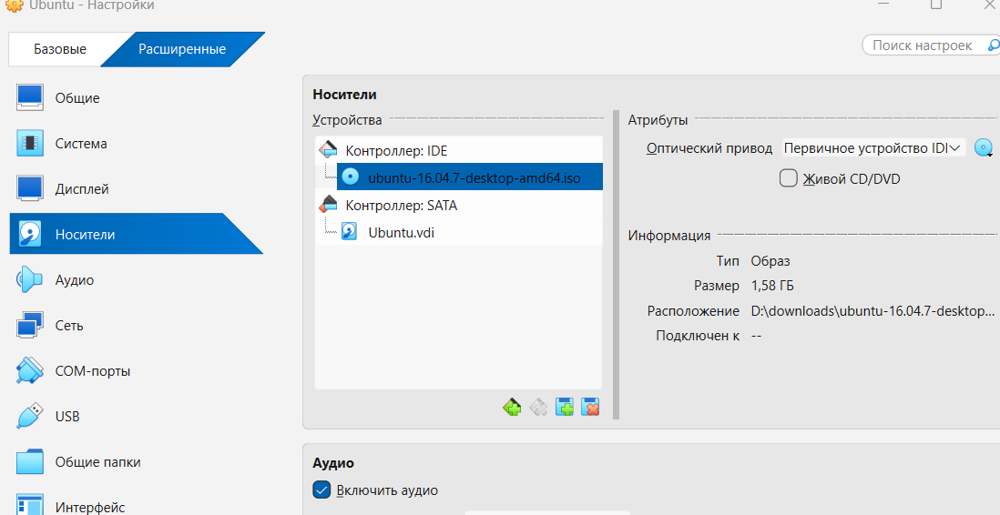 Ubuntu - Настройки
Базовые
Расширенные
Поиск настроек
Общие
Система
Дисплей
Носители
Аудио
Сеть
COM-порты
USB
Общие папки
Интерфейс
Носители
Устройства
Контроллер: IDE
ubuntu-16.04.7-desktop-amd64.iso
Контроллер: SATA
Ubuntu.vdi
Атрибуты
Оптический привод Первичное устройство IDI
Живой CD/DVD
Информация
Тип Образ
Размер 1,58 ГБ
Расположение D:\downloads\ubuntu-16.04.7-desktop...
Подключен к --
Аудио
Включить аудио